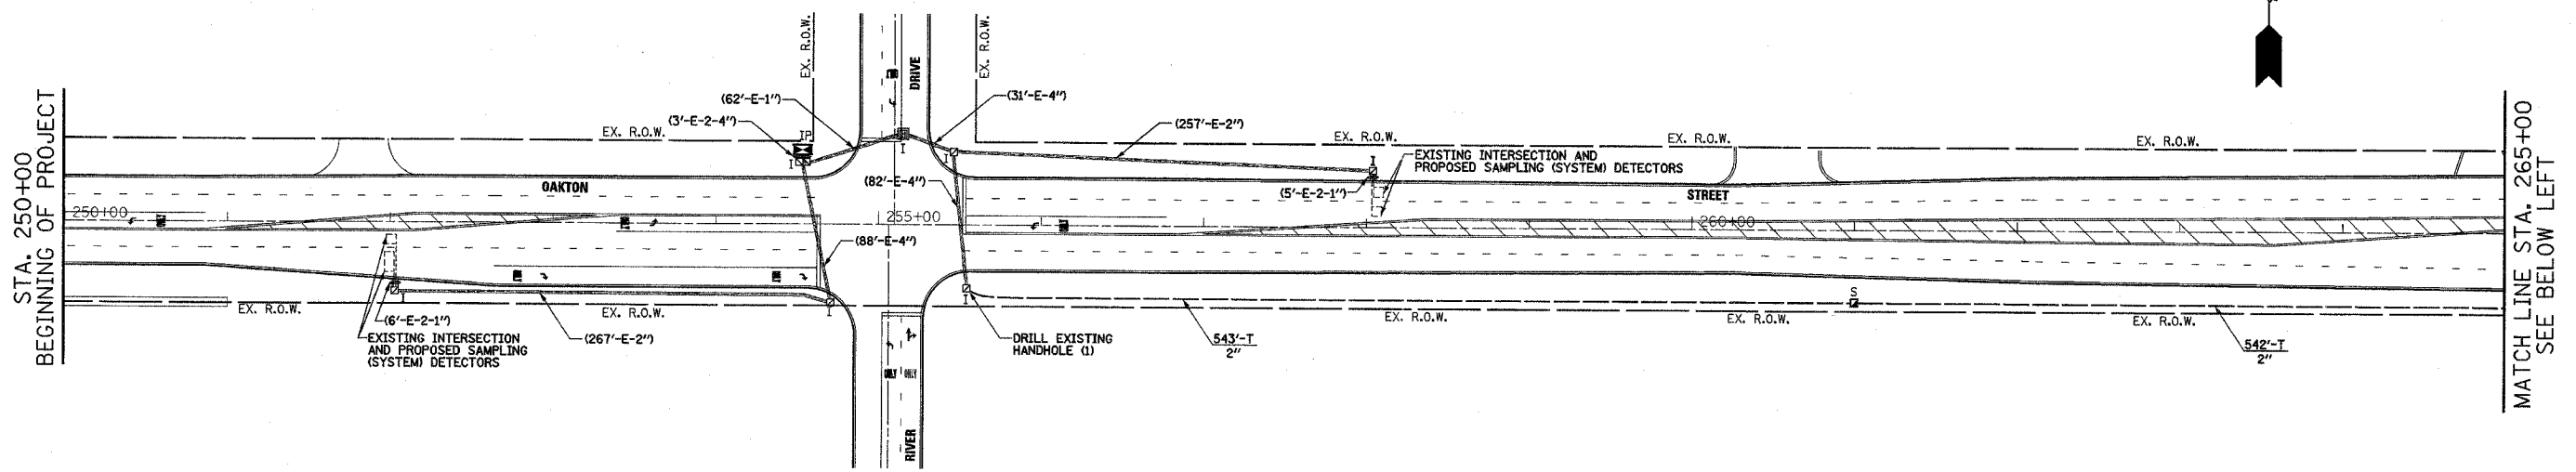 STA. 250+00
BEGINNING OF PROJECT
EX. R.O.W.
EX. R.O.W.
DRIVE
(62'-E-1")
(31'-E-4")
(3'-E-2-4")
(257'-E-2")
IP
EX. R.O.W.
EX. R.O.W.
EX. R.O.W.
EX. R.O.W.
I
I
I
I
EXISTING INTERSECTION AND
PROPOSED SAMPLING (SYSTEM) DETECTORS
OAKTON
(82'-E-4")
(5'-E-2-1")
STREET
250+00
ONLY
255+00
260+00
(88'-E-4")
ONLY
ONLY
I
I
I
S
EX. R.O.W.
EX. R.O.W.
EX. R.O.W.
EX. R.O.W.
EX. R.O.W.
(6'-E-2-1")
EXISTING INTERSECTION
AND PROPOSED SAMPLING
(SYSTEM) DETECTORS
(267'-E-2")
DRILL EXISTING
HANDHOLE (1)
543'-T
2"
542'-T
2"
ONLY ONLY
RIVER
MATCH LINE STA. 265+00
SEE BELOW LEFT